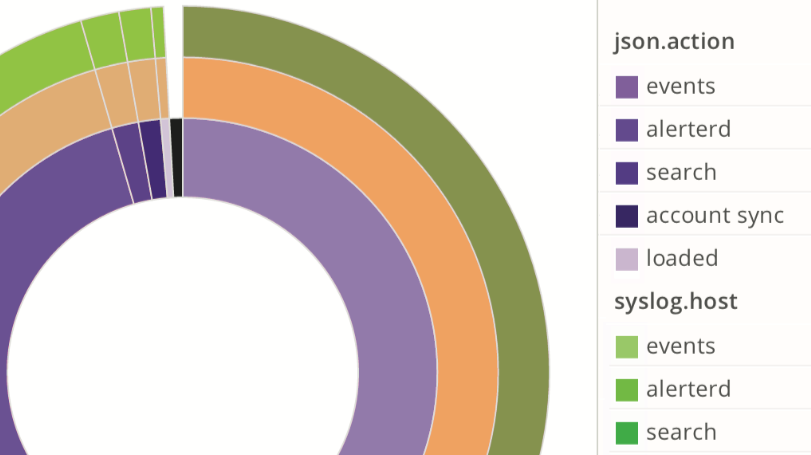 json.action
events
alerterd
search
account sync
loaded
syslog.host
events
alerterd
search